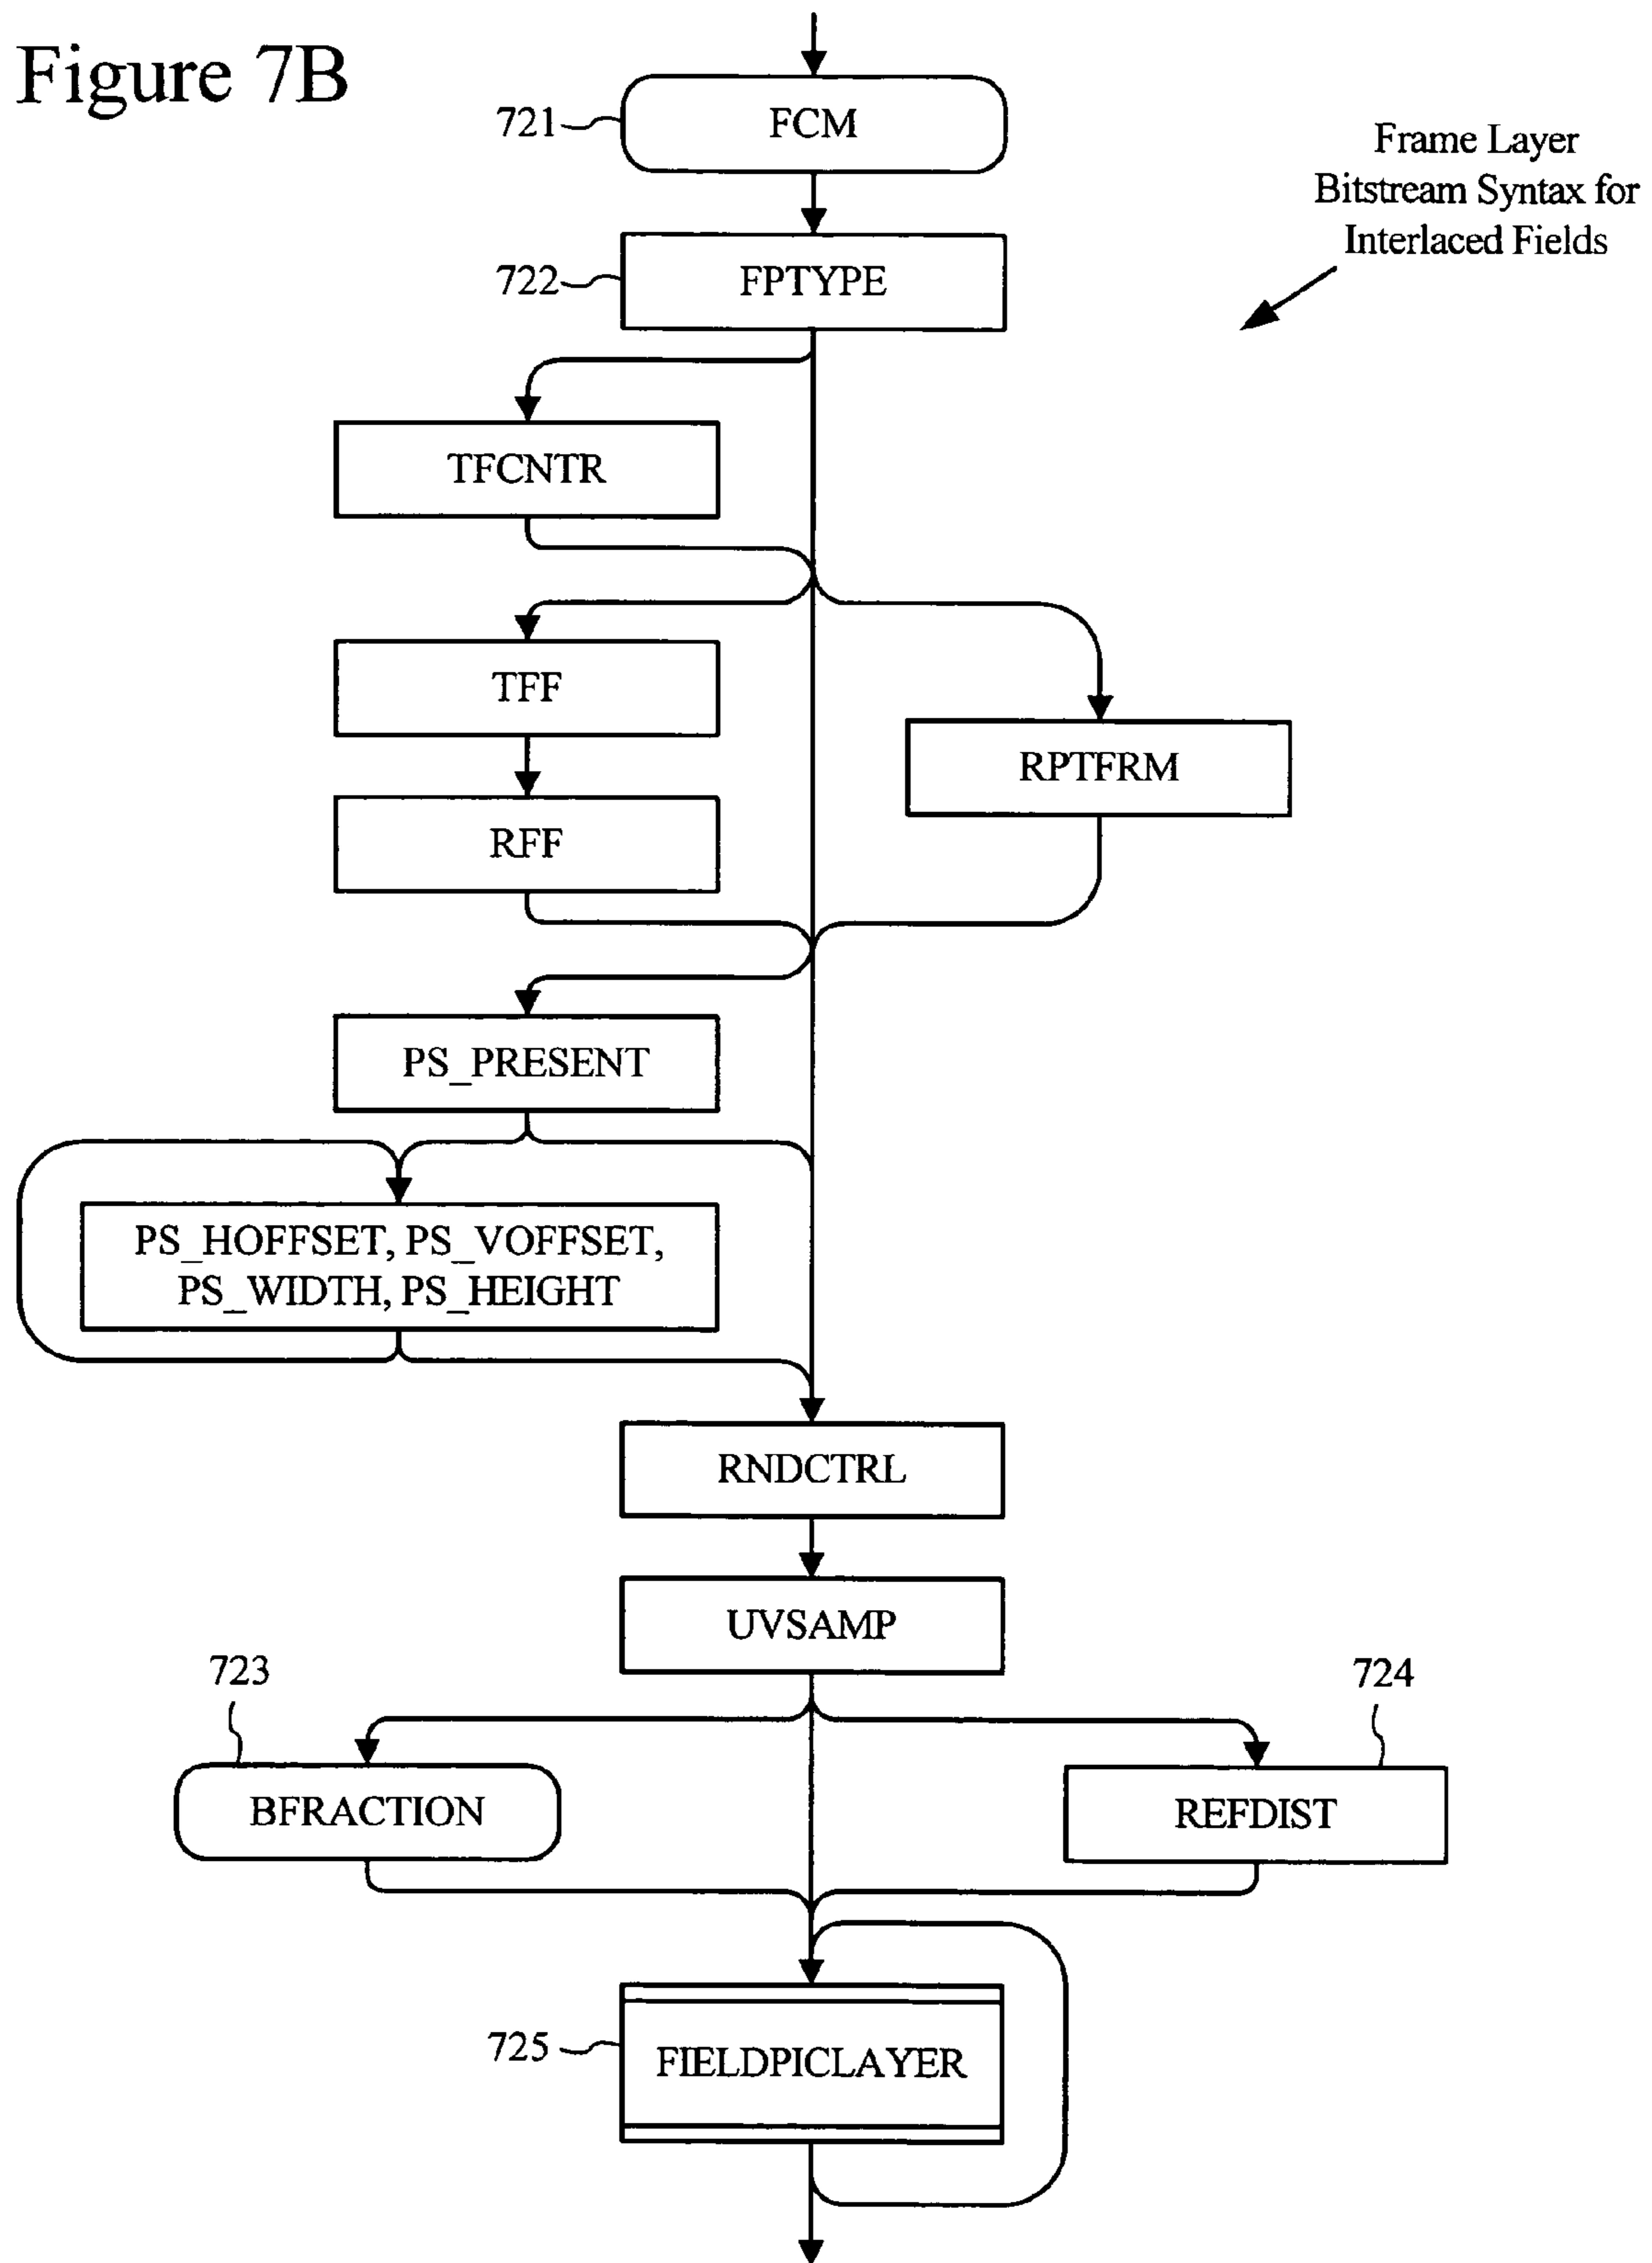 Figure 7B
721
FCM
Frame Layer
Bitstream Syntax for
Interlaced Fields
722
FPTYPE
TFCNTR
TFF
RPTFRM
RFF
PS_PRESENT
PS_HOFFSET, PS_VOFFSET,
PS_WIDTH, PS_HEIGHT
RNDCTRL
UVSAMP
723
724
BFRACTION
REFDIST
725
FIELDPICLAYER